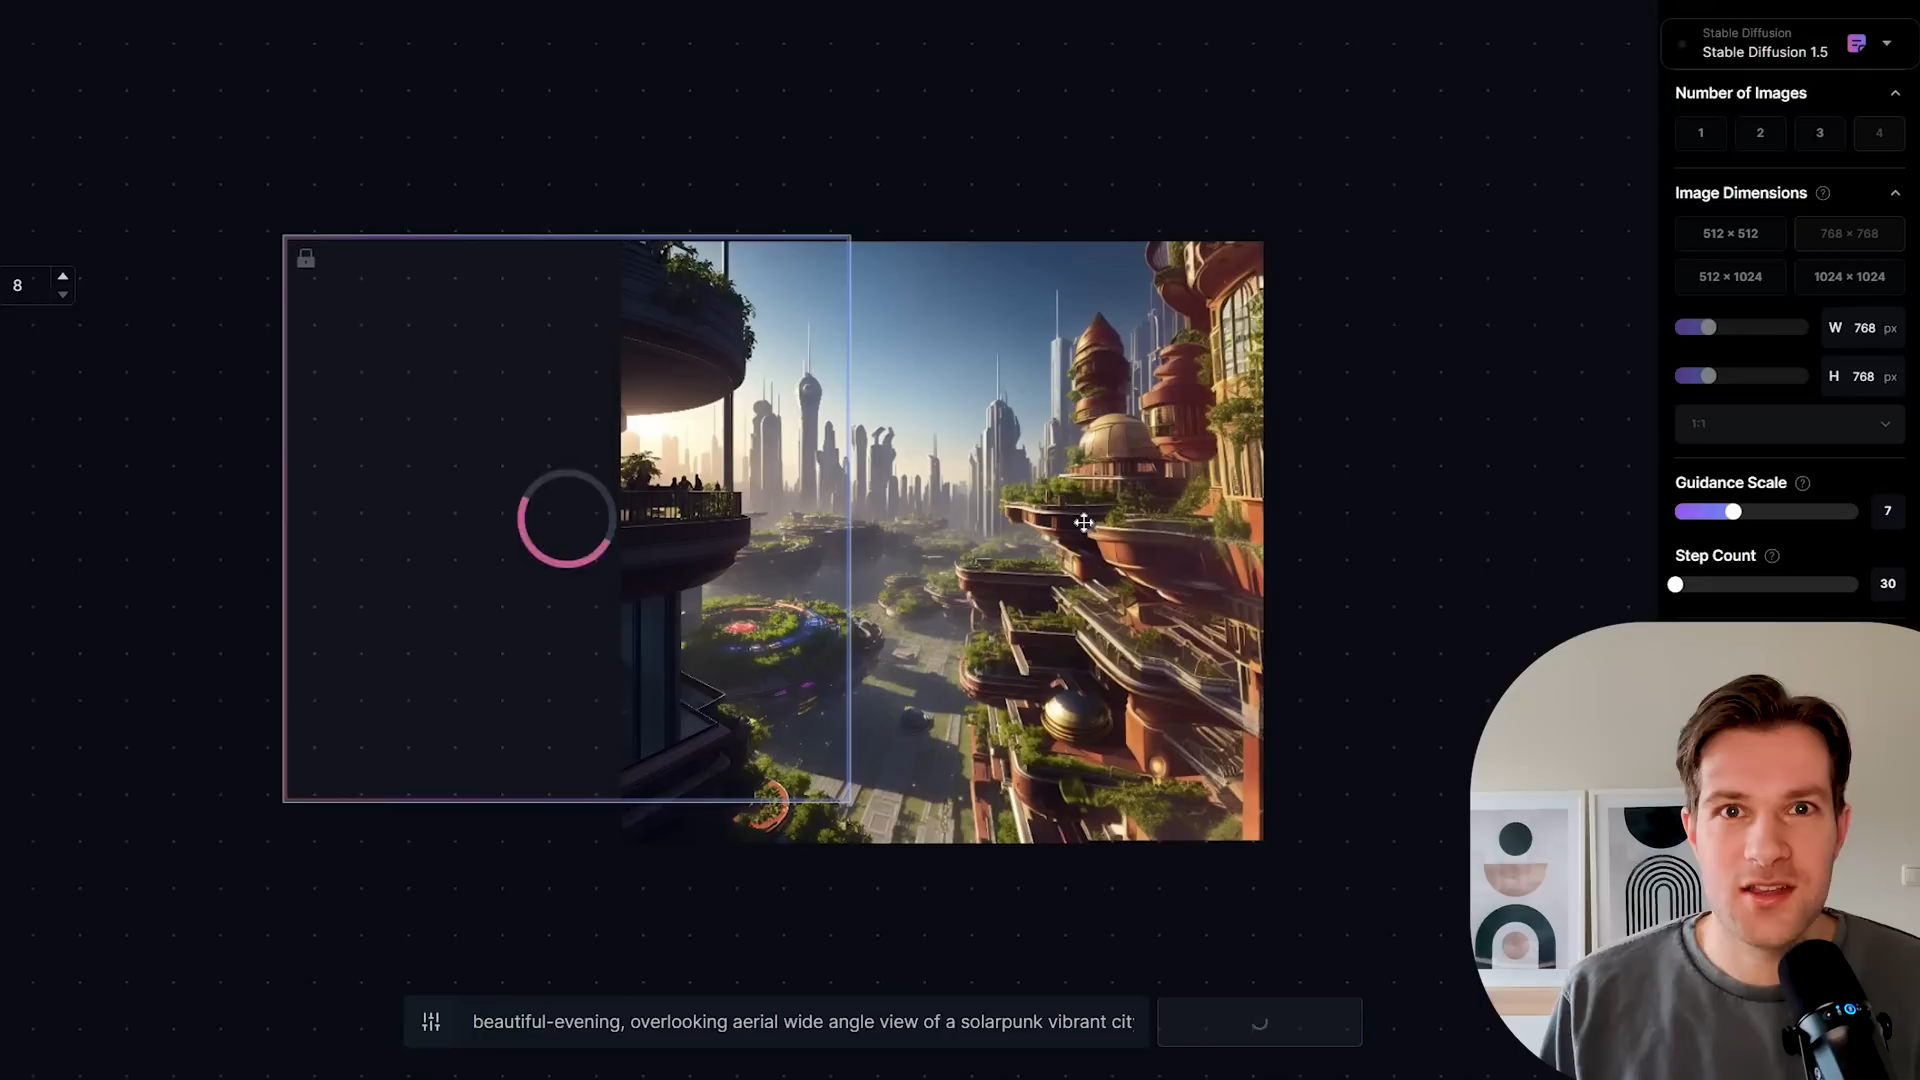 Stable Diffusion
Stable Diffusion 1.5
Number of Images
1 2 3 4
Image Dimensions ?
512 × 512 768 × 768
512 × 1024 1024 × 1024
8
W 768 px
H 768 px
1:1
Guidance Scale ?
7
Step Count ?
30
beautiful-evening, overlooking aerial wide angle view of a solarpunk vibrant cit